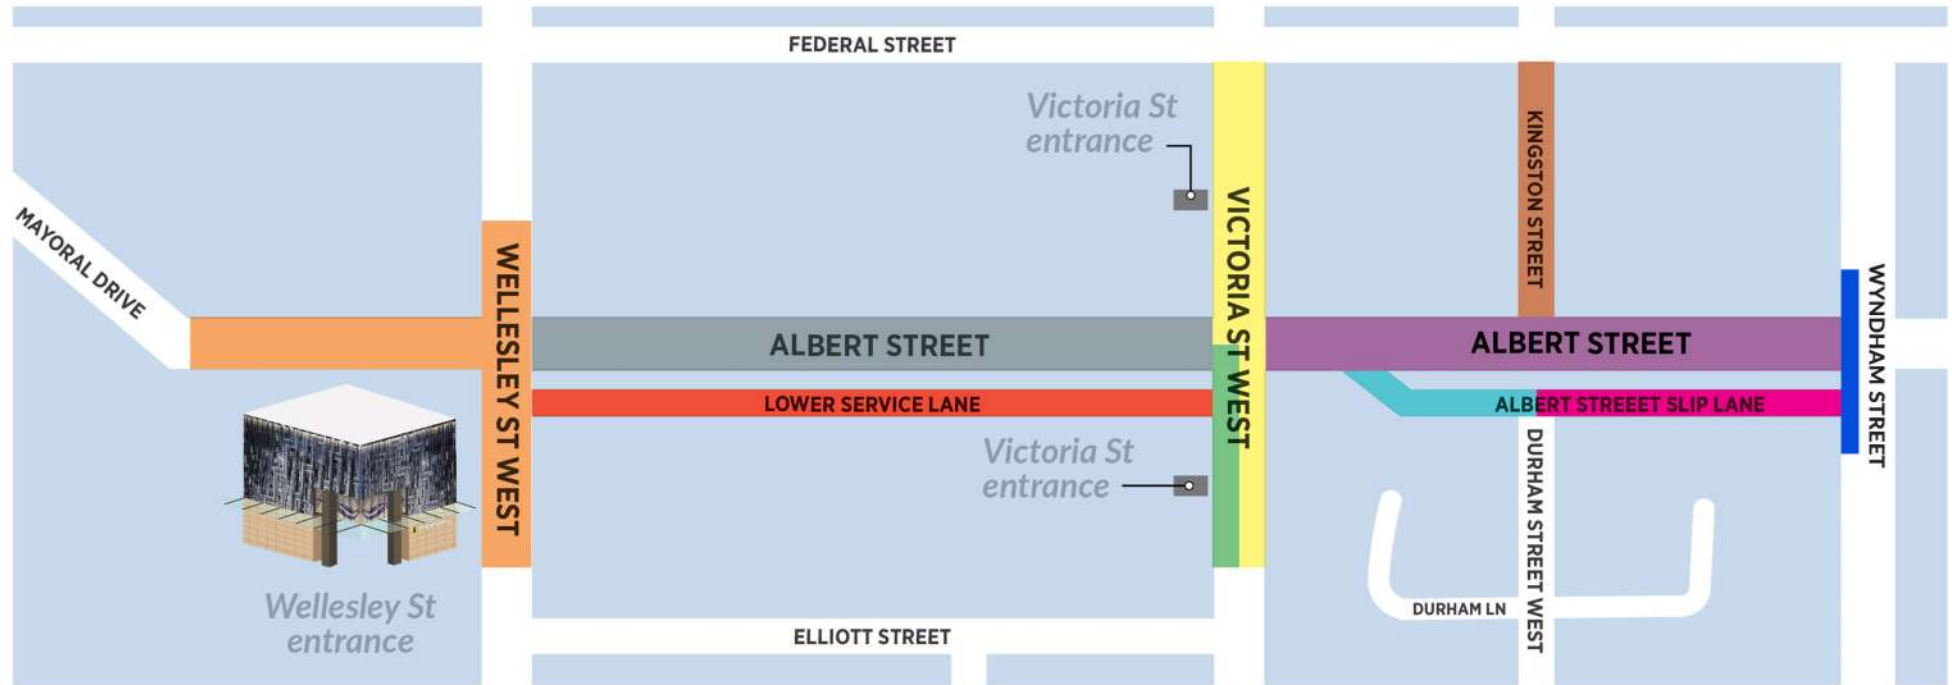 FEDERAL STREET
Victoria St
entrance
KINGSTON STREET
MAYORAL DRIVE
WELLESLEY ST WEST
VICTORIA ST WEST
WYNDHAM STREET
ALBERT STREET
ALBERT STREET
LOWER SERVICE LANE
ALBERT STREEET SLIP LANE
Victoria St
entrance
DURHAM STREET WEST
Wellesley St
entrance
DURHAM LN
ELLIOTT STREET